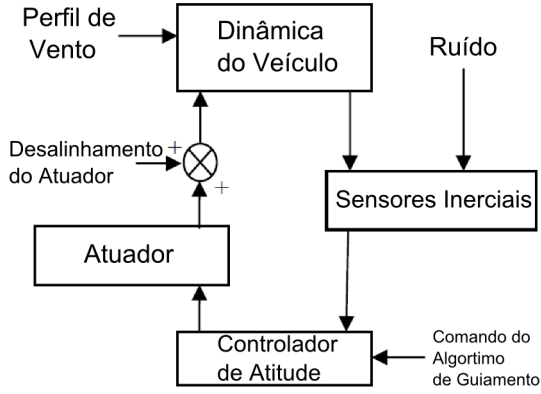 Perfil de
Vento
Dinâmica
do Veículo
Ruído
Desalinhamento
do Atuador
+
+
Sensores Inerciais
Atuador
Controlador
de Atitude
Comando do
Algortimo
de Guiamento